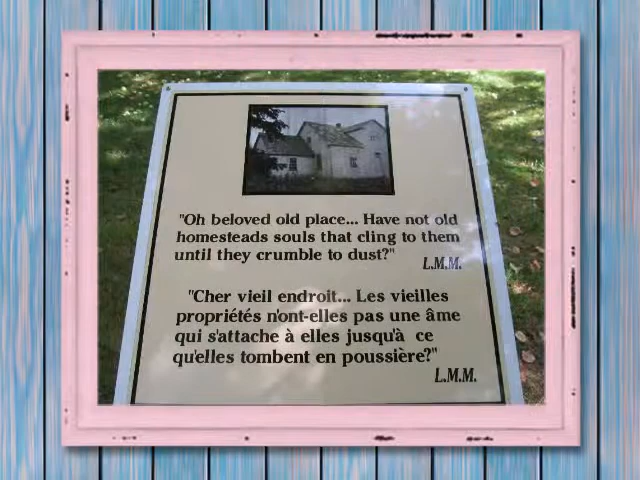 "Oh beloved old place... Have not old
homesteads souls that cling to them
until they crumble to dust?"
L.M.M.
"Cher vieil endroit... Les vieilles
propriétés n'ont-elles pas une âme
qui s'attache à elles jusqu'à ce
qu'elles tombent en poussière?"
L.M.M.